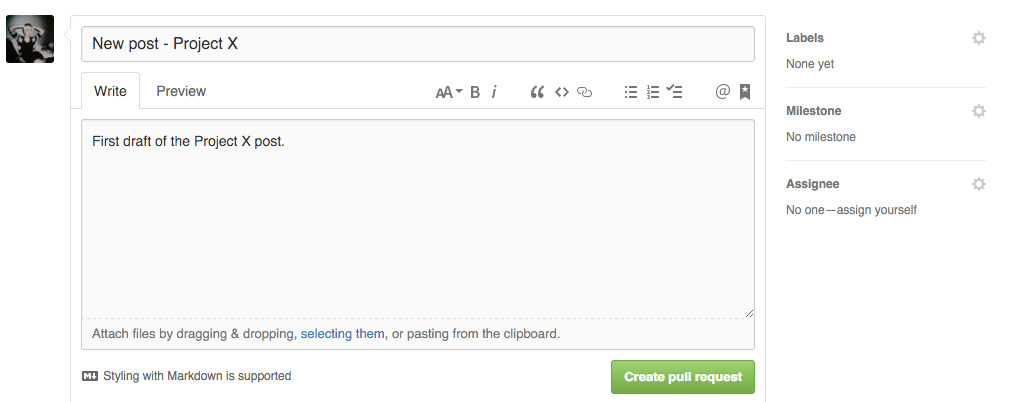 New post - Project X
Labels
None yet
Write Preview AA B i @
Milestone
No milestone
First draft of the Project X post.
Assignee
No one—assign yourself
Attach files by dragging & dropping, selecting them, or pasting from the clipboard.
Styling with Markdown is supported
Create pull request